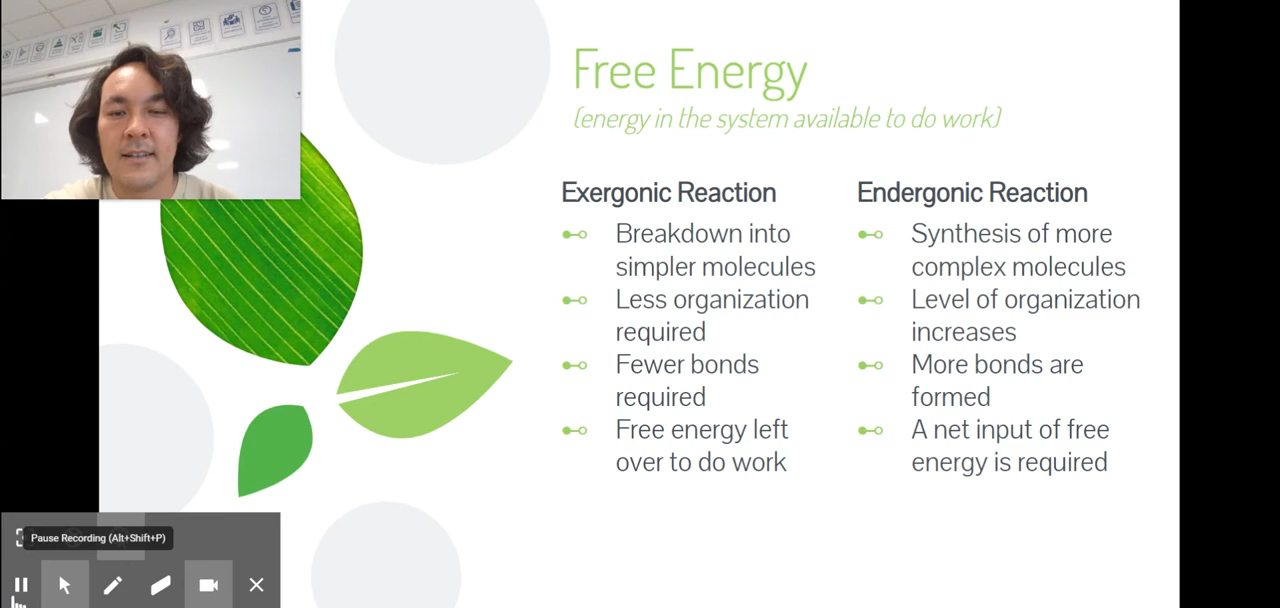 Free Energy
(energy in the system available to do work)
Exergonic Reaction
Breakdown into
simpler molecules
Less organization
required
Fewer bonds
required
Free energy left
over to do work
Endergonic Reaction
Synthesis of more
complex molecules
Level of organization
increases
More bonds are
formed
A net input of free
energy is required
Pause Recording (Alt+Shift+P)